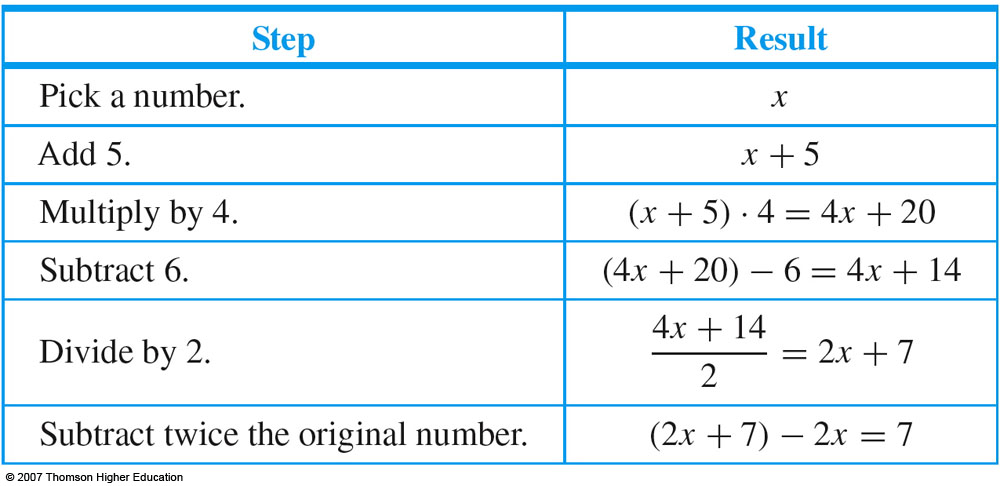 Step Result
Pick a number. x
Add 5. x + 5
Multiply by 4. (x + 5) · 4 = 4x + 20
Subtract 6. (4x + 20) − 6 = 4x + 14
Divide by 2. 4x + 14 / 2 = 2x + 7
Subtract twice the original number. (2x + 7) − 2x = 7
© 2007 Thomson Higher Education